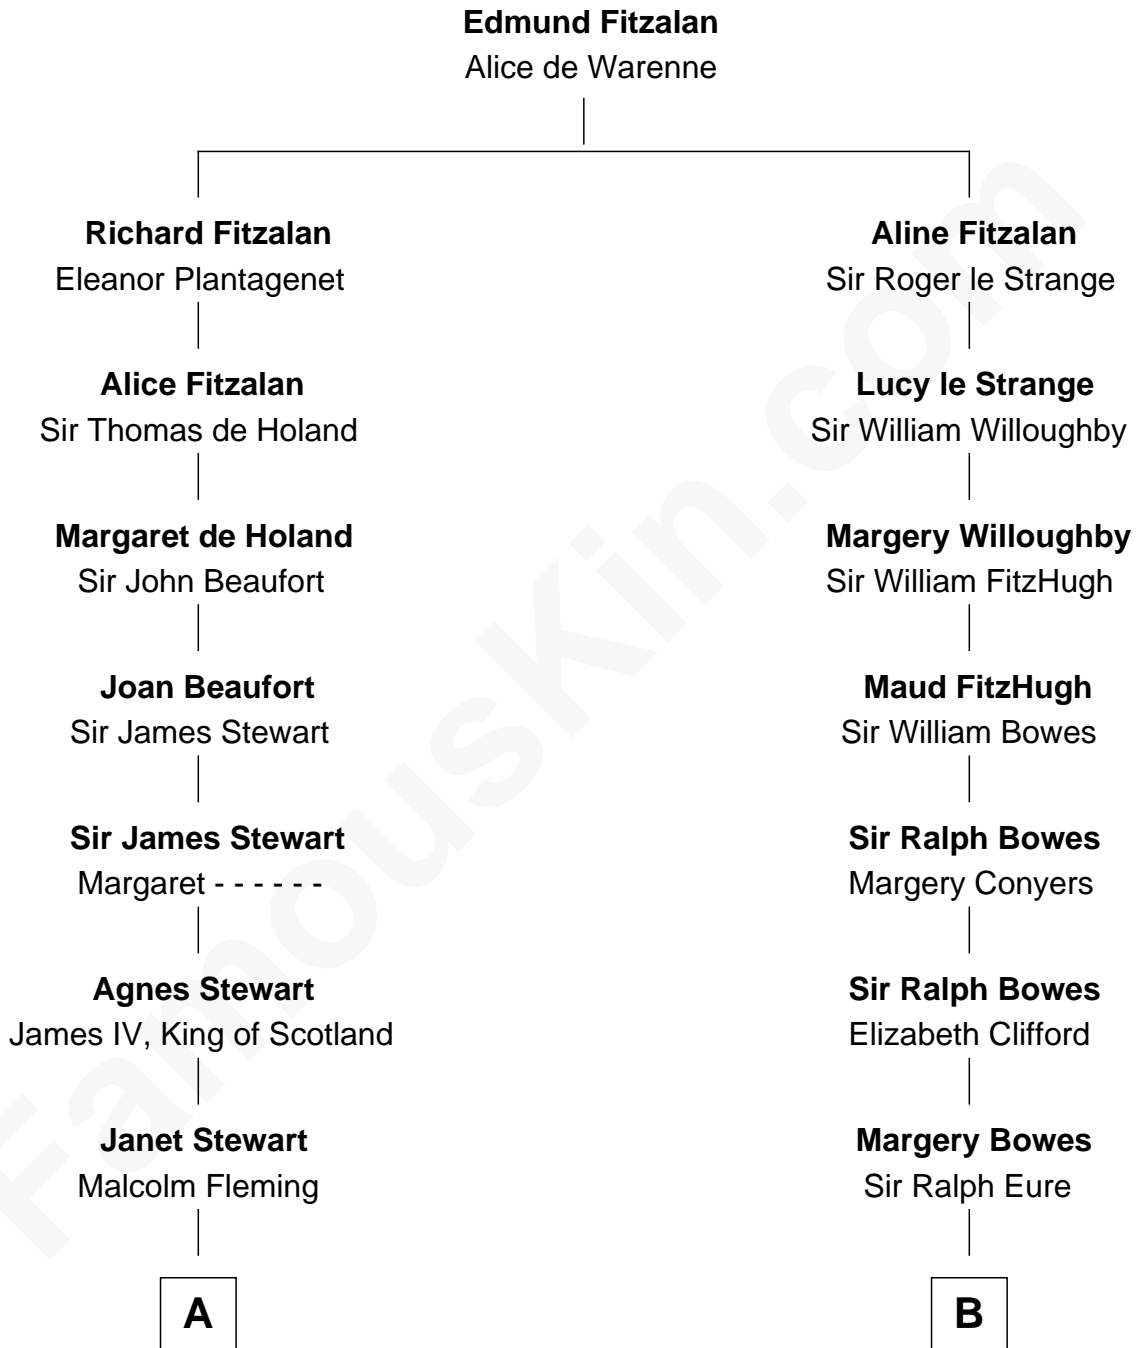 Edmund Fitzalan
Alice de Warenne
Richard Fitzalan
Eleanor Plantagenet
Alice Fitzalan
Sir Thomas de Holand
Margaret de Holand
Sir John Beaufort
Joan Beaufort
Sir James Stewart
Sir James Stewart
Margaret - - - - - -
Agnes Stewart
James IV, King of Scotland
Janet Stewart
Malcolm Fleming
A
Aline Fitzalan
Sir Roger le Strange
Lucy le Strange
Sir William Willoughby
Margery Willoughby
Sir William FitzHugh
Maud FitzHugh
Sir William Bowes
Sir Ralph Bowes
Margery Conyers
Sir Ralph Bowes
Elizabeth Clifford
Margery Bowes
Sir Ralph Eure
B
FamousKin.com